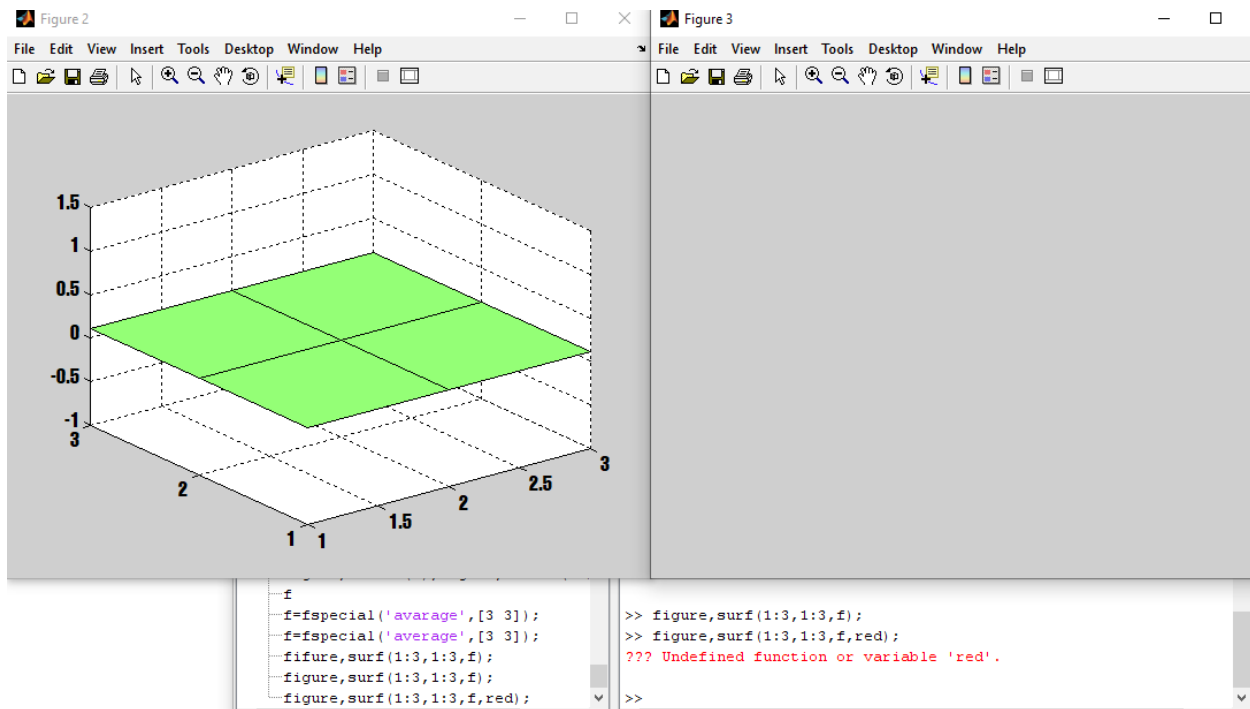 Figure 2
File Edit View Insert Tools Desktop Window Help
1.5
1
0.5
0
-0.5
-1
3
2
1
1
1.5
2
2.5
3
Figure 3
File Edit View Insert Tools Desktop Window Help
f
f=fspecial('avarage',[3 3]);
f=fspecial('average',[3 3]);
fifure,surf(1:3,1:3,f);
figure,surf(1:3,1:3,f);
figure,surf(1:3,1:3,f,red);
>> figure,surf(1:3,1:3,f);
>> figure,surf(1:3,1:3,f,red);
??? Undefined function or variable 'red'.
>>